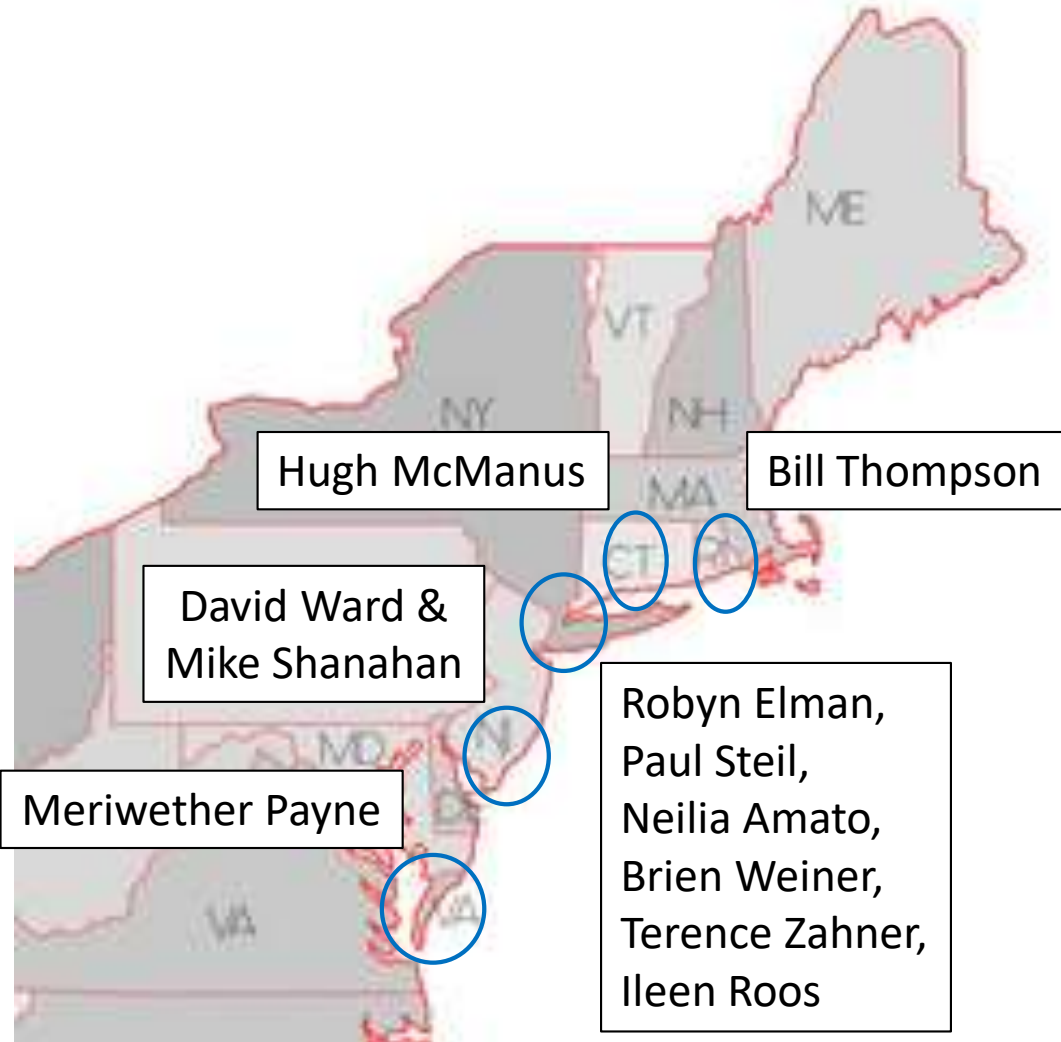 ME
VT
NY
NH
Hugh McManus
Bill Thompson
MA
CT
RI
David Ward &
Mike Shanahan
Robyn Elman,
Paul Steil,
Neilia Amato,
Brien Weiner,
Terence Zahner,
Ileen Roos
NJ
MD
Meriwether Payne
VA
VA